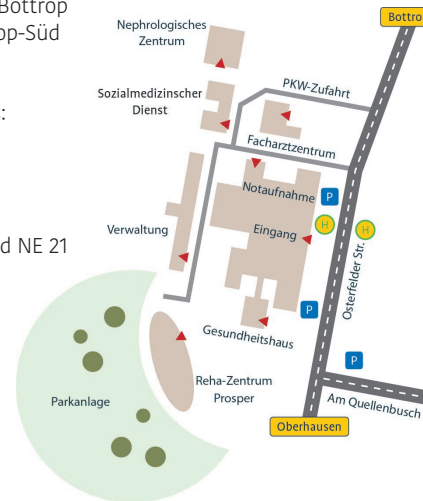 Bottrop
op-Süd
:
d NE 21
Nephrologisches
Zentrum
Bottro
PKW-Zufahrt
Sozialmedizinscher
Dienst
Facharztzentrum
Notaufnahme
P
H
H
Eingang
Verwaltung
Osterfelder Str.
P
Gesundheitshaus
P
Reha-Zentrum
Prosper
Parkanlage
Am Quellenbusch
Oberhausen